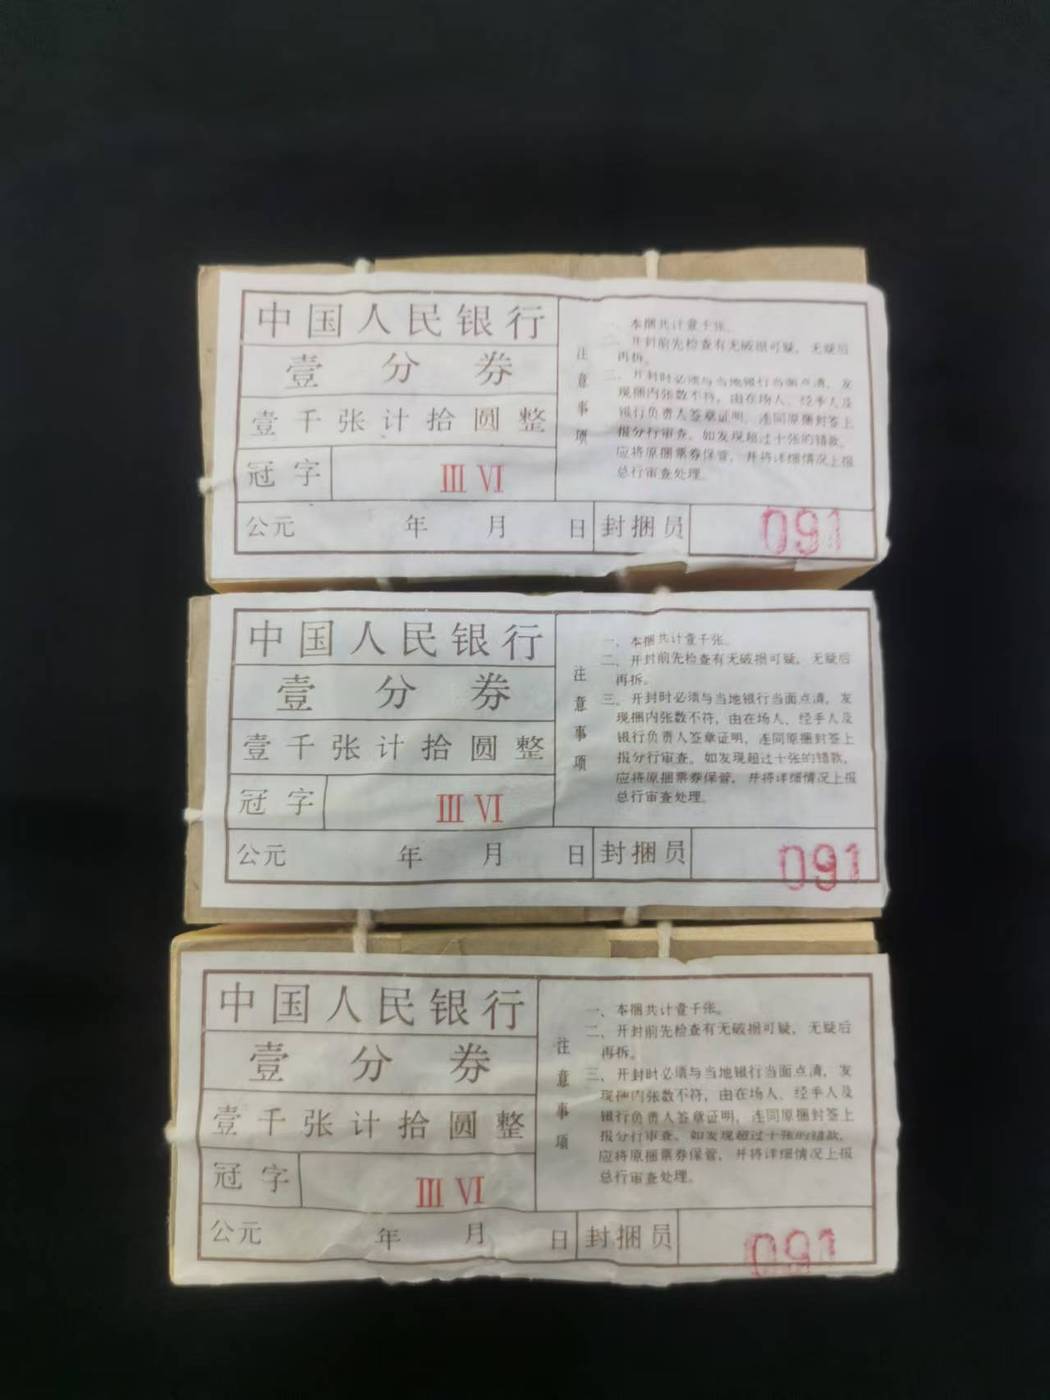 中国人民银行
壹分券
壹千张计拾圆整
冠字 III VI
公元 年 月 日 封捆员 091
注意事项
本捆共计壹千张。
二、开封前先检查有无破损可疑，无疑后
再拆。
三、开封时必须与当地银行当面点清，发
现捆内张数不符，由在场人、经手人及
银行负责人签章证明，连同原捆封签上
报分行审查。如发现超过十张的错款，
应将原捆票券保管，并将详细情况上报
总行审查处理。
中国人民银行
壹分券
壹千张计拾圆整
冠字 III VI
公元 年 月 日 封捆员 091
注意事项
一、本捆共计壹千张。
二、开封前先检查有无破损可疑，无疑后
再拆。
三、开封时必须与当地银行当面点清，发
现捆内张数不符，由在场人、经手人及
银行负责人签章证明，连同原捆封签上
报分行审查。如发现超过十张的错款，
应将原捆票券保管，并将详细情况上报
总行审查处理。
中国人民银行
壹分券
壹千张计拾圆整
冠字 III VI
公元 年 月 日 封捆员 091
注意事项
一、本捆共计壹千张。
二、开封前先检查有无破损可疑，无疑后
再拆。
三、开封时必须与当地银行当面点清，发
现捆内张数不符，由在场人、经手人及
银行负责人签章证明，连同原捆封签上
报分行审查。如发现超过十张的错款，
应将原捆票券保管，并将详细情况上报
总行审查处理。